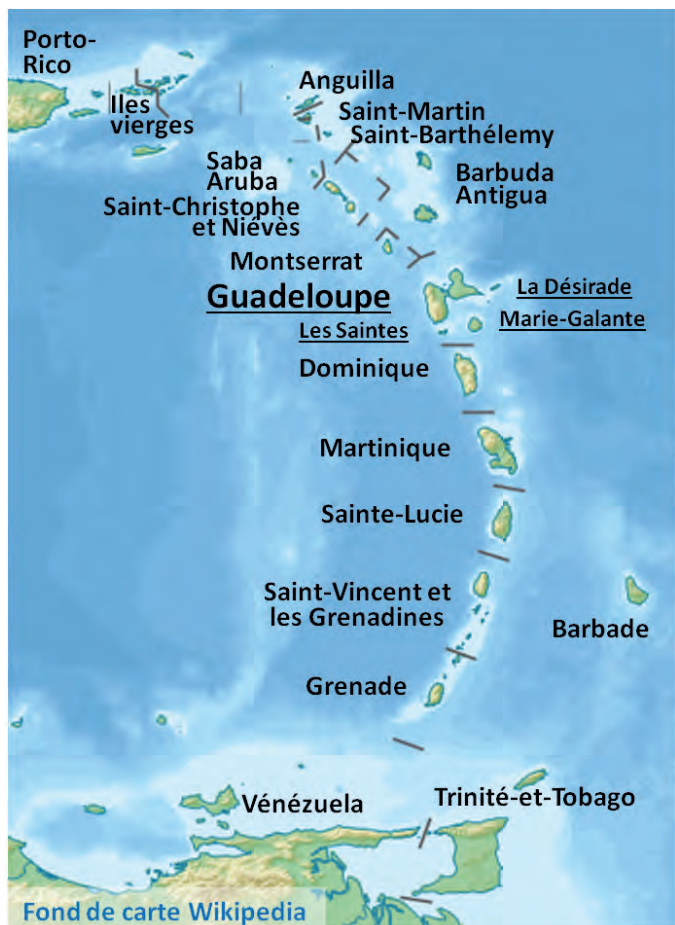 Porto-
Rico
Iles
vierges
Anguilla
Saint-Martin
Saint-Barthélemy
Saba
Aruba
Saint-Christophe
et Niévès
Barbuda
Antigua
Montserrat
Guadeloupe
La Désirade
Marie-Galante
Les Saintes
Dominique
Martinique
Sainte-Lucie
Saint-Vincent et
les Grenadines
Barbade
Grenade
Vénézuela
Trinité-et-Tobago
Fond de carte Wikipedia